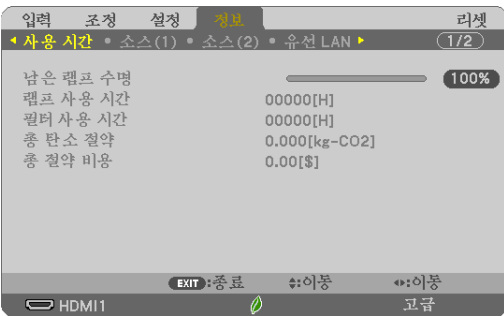 입력 조정 설정 정보 리셋
사용 시간 • 소스(1) • 소스(2) • 유선 LAN (1/2)
남은 램프 수명 100%
램프 사용 시간 00000[H]
필터 사용 시간 00000[H]
총 탄소 절약 0.000[kg-CO2]
총 절약 비용 0.00[$]
EXIT:종료 :이동 :이동
HDMI1 고급